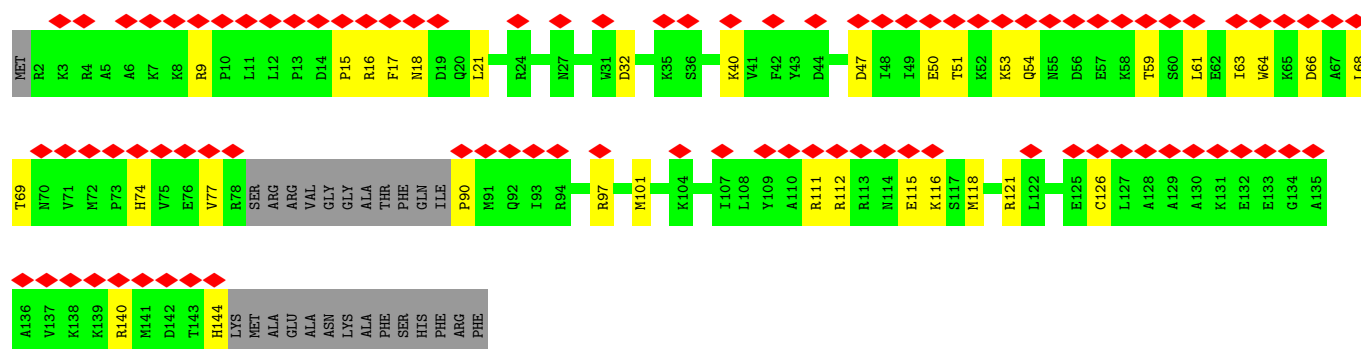 MET R2 K3 R4 A5 A6 K7 K8 R9 P10 L11 L12 P13 D14 P15 R16 F17 N18 D19 Q20 L21 R24 N27 W31 D32 K35 S36 K40 V41 F42 Y43 D44 D47 I48 I49 E50 T51 K52 K53 Q54 N55 D56 E57 K58 T59 S60 L61 E62 I63 W64 K65 D66 A67 L68
T69 N70 V71 M72 P73 H74 V75 E76 V77 R78 SER ARG ARG VAL GLY GLY ALA THR PHE GLN ILE P90 M91 Q92 I93 R94 R97 M101 K104 I107 L108 Y109 A110 R111 R112 R113 N114 E115 K116 S117 M118 R121 L122 E125 C126 L127 A128 A129 A130 K131 E132 E133 G134 A135
A136 V137 K138 K139 R140 M141 D142 T143 H144 LYS MET ALA GLU ALA ASN LYS ALA PHE SER HIS PHE ARG PHE